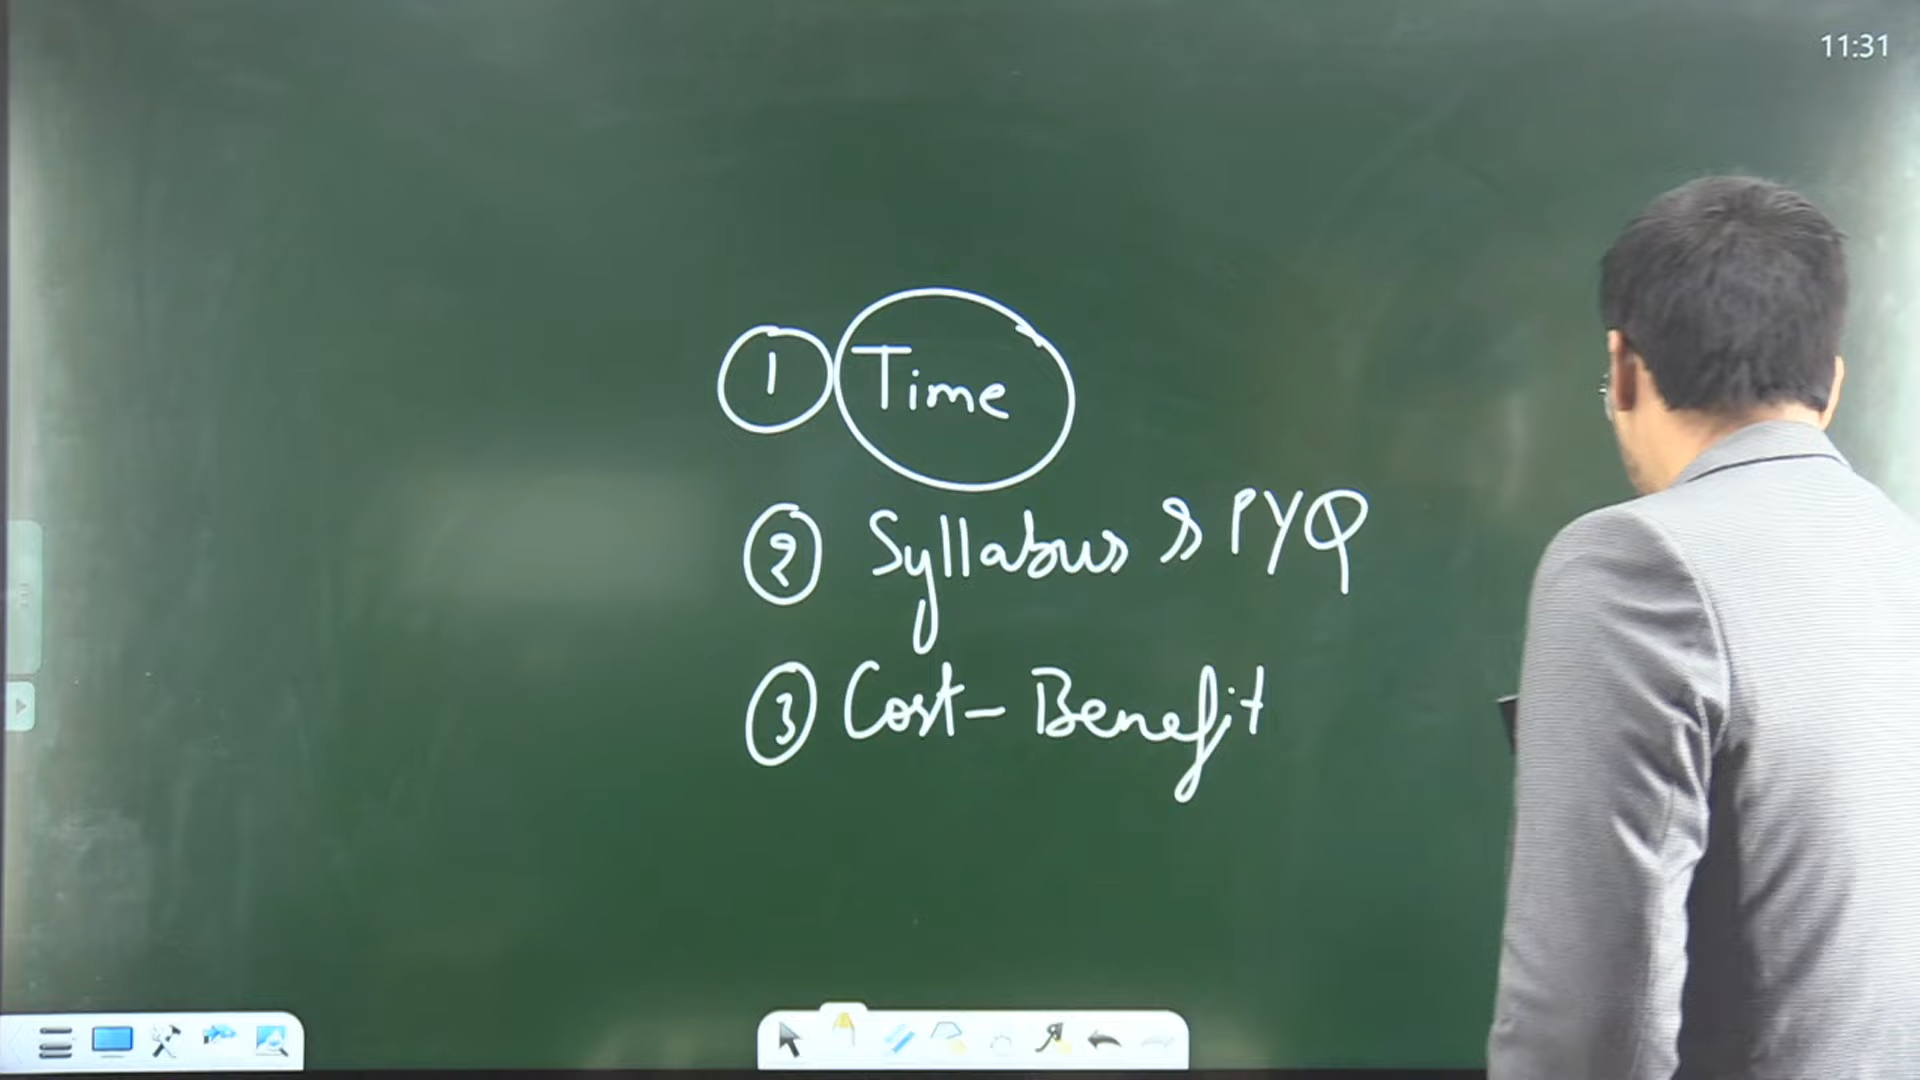 11:31
① Time
② Syllabus & PYQ
③ Cost-Benefit